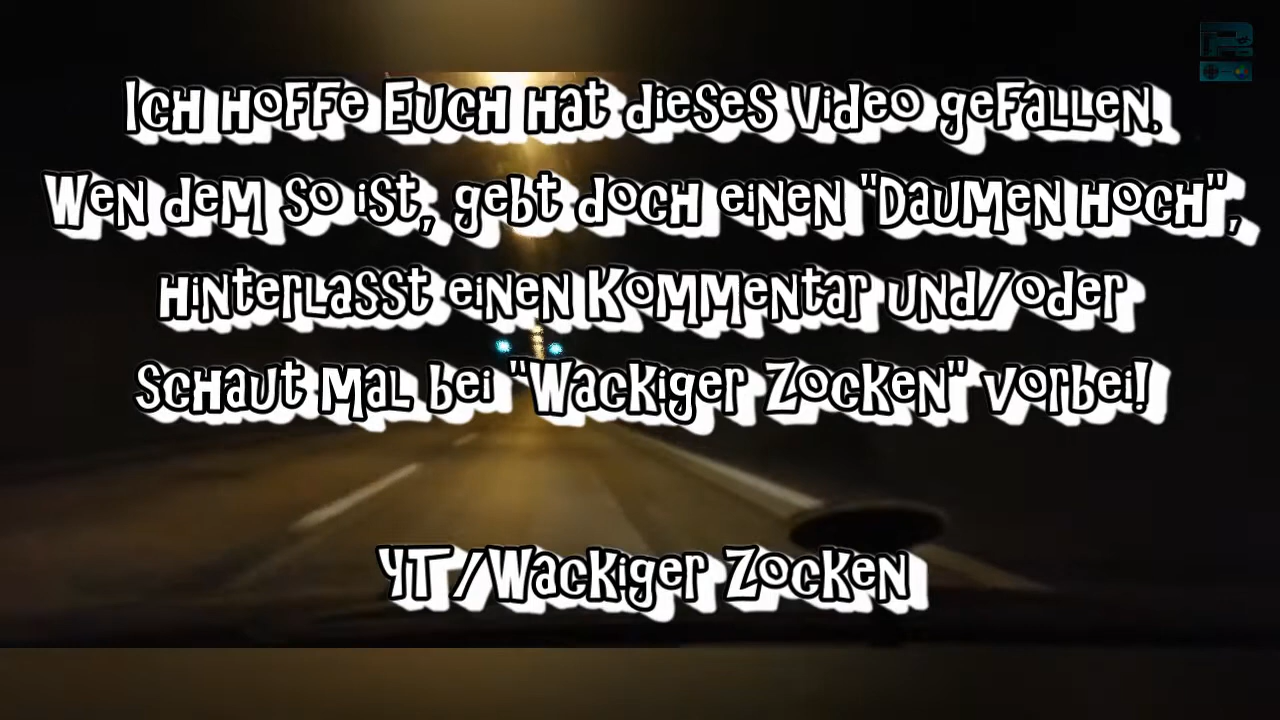 Ich hoffe Euch hat dieses Video gefallen.
Wen dem so ist, gebt doch einen "Daumen hoch",
hinterlasst einen Kommentar und/oder
schaut mal bei "Wackiger Zocken" vorbei!
YT/Wackiger Zocken